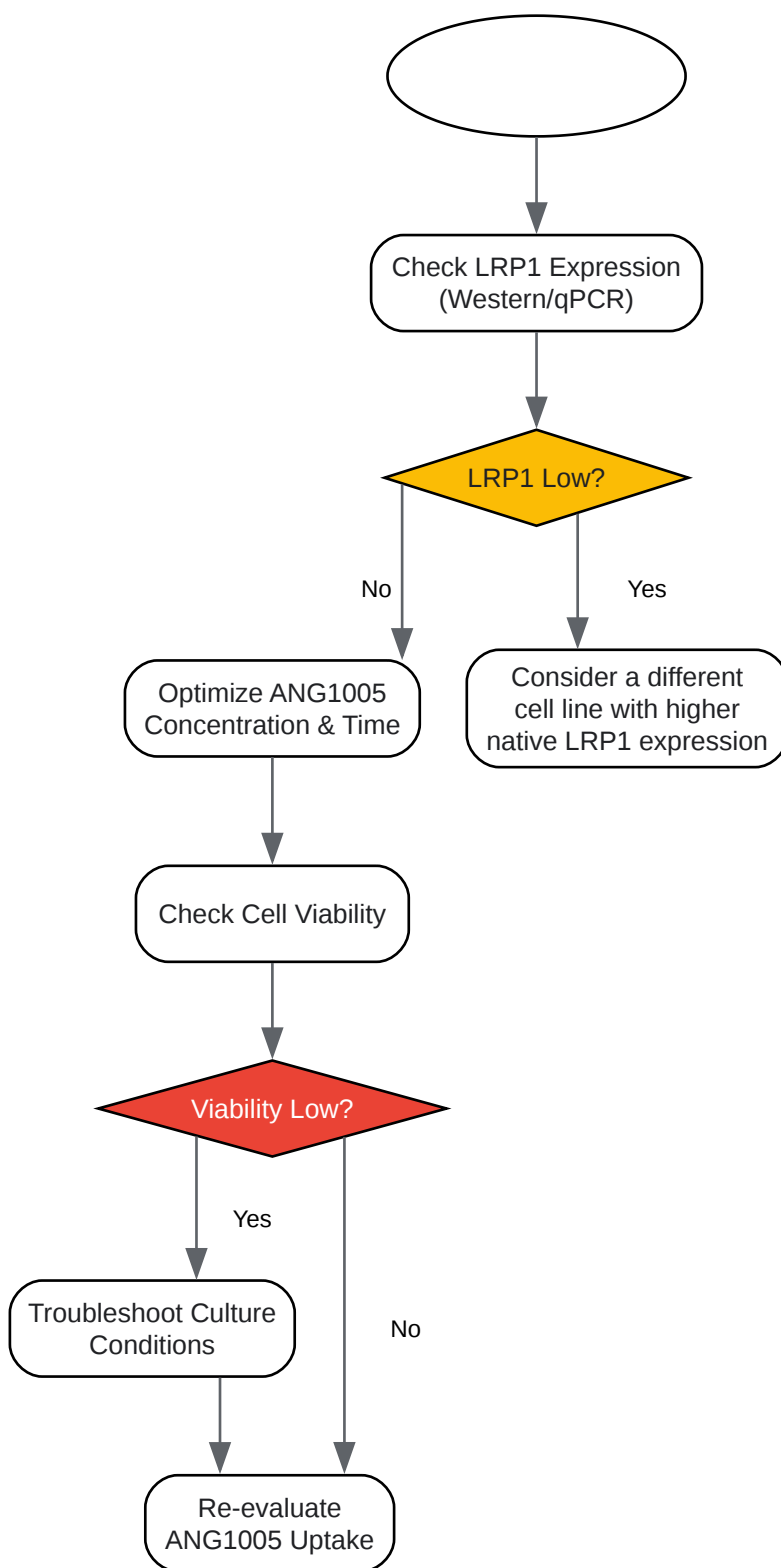 Check LRP1 Expression
(Western/qPCR)
LRP1 Low?
No
Yes
Optimize ANG1005
Concentration & Time
Consider a different
cell line with higher
native LRP1 expression
Check Cell Viability
Viability Low?
Yes
Troubleshoot Culture
Conditions
No
Re-evaluate
ANG1005 Uptake